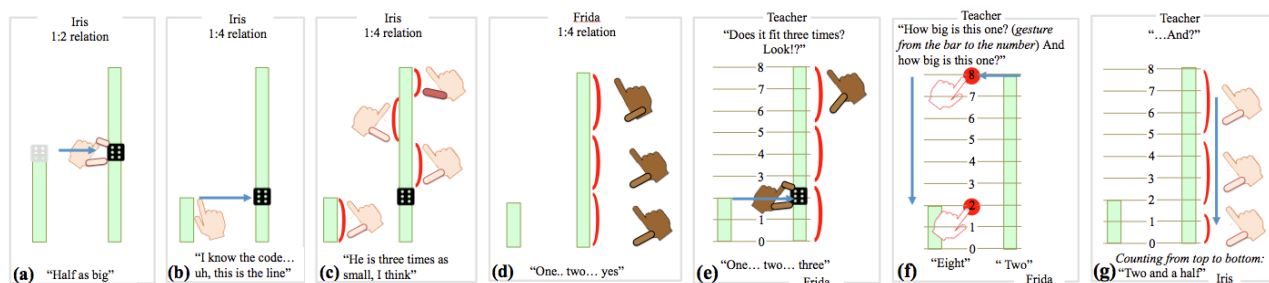 Iris
1:2 relation
(a)
“Half as big”
Iris
1:4 relation
(b)
“I know the code…
uh, this is the line”
Iris
1:4 relation
(c)
“He is three times as
small, I think”
Frida
1:4 relation
(d)
“One.. two… yes”
Teacher
“Does it fit three times?
Look!?”
8
7
6
5
4
3
2
1
0
(e)
“One… two… three”
Frida
Teacher
“How big is this one? (gesture
from the bar to the number) And
how big is this one?”
8
7
6
5
4
3
2
1
0
(f)
“Eight”
“ Two”
Frida
Teacher
“…And?”
8
7
6
5
4
3
2
1
0
(g)
Counting from top to bottom:
“Two and a half”
Iris